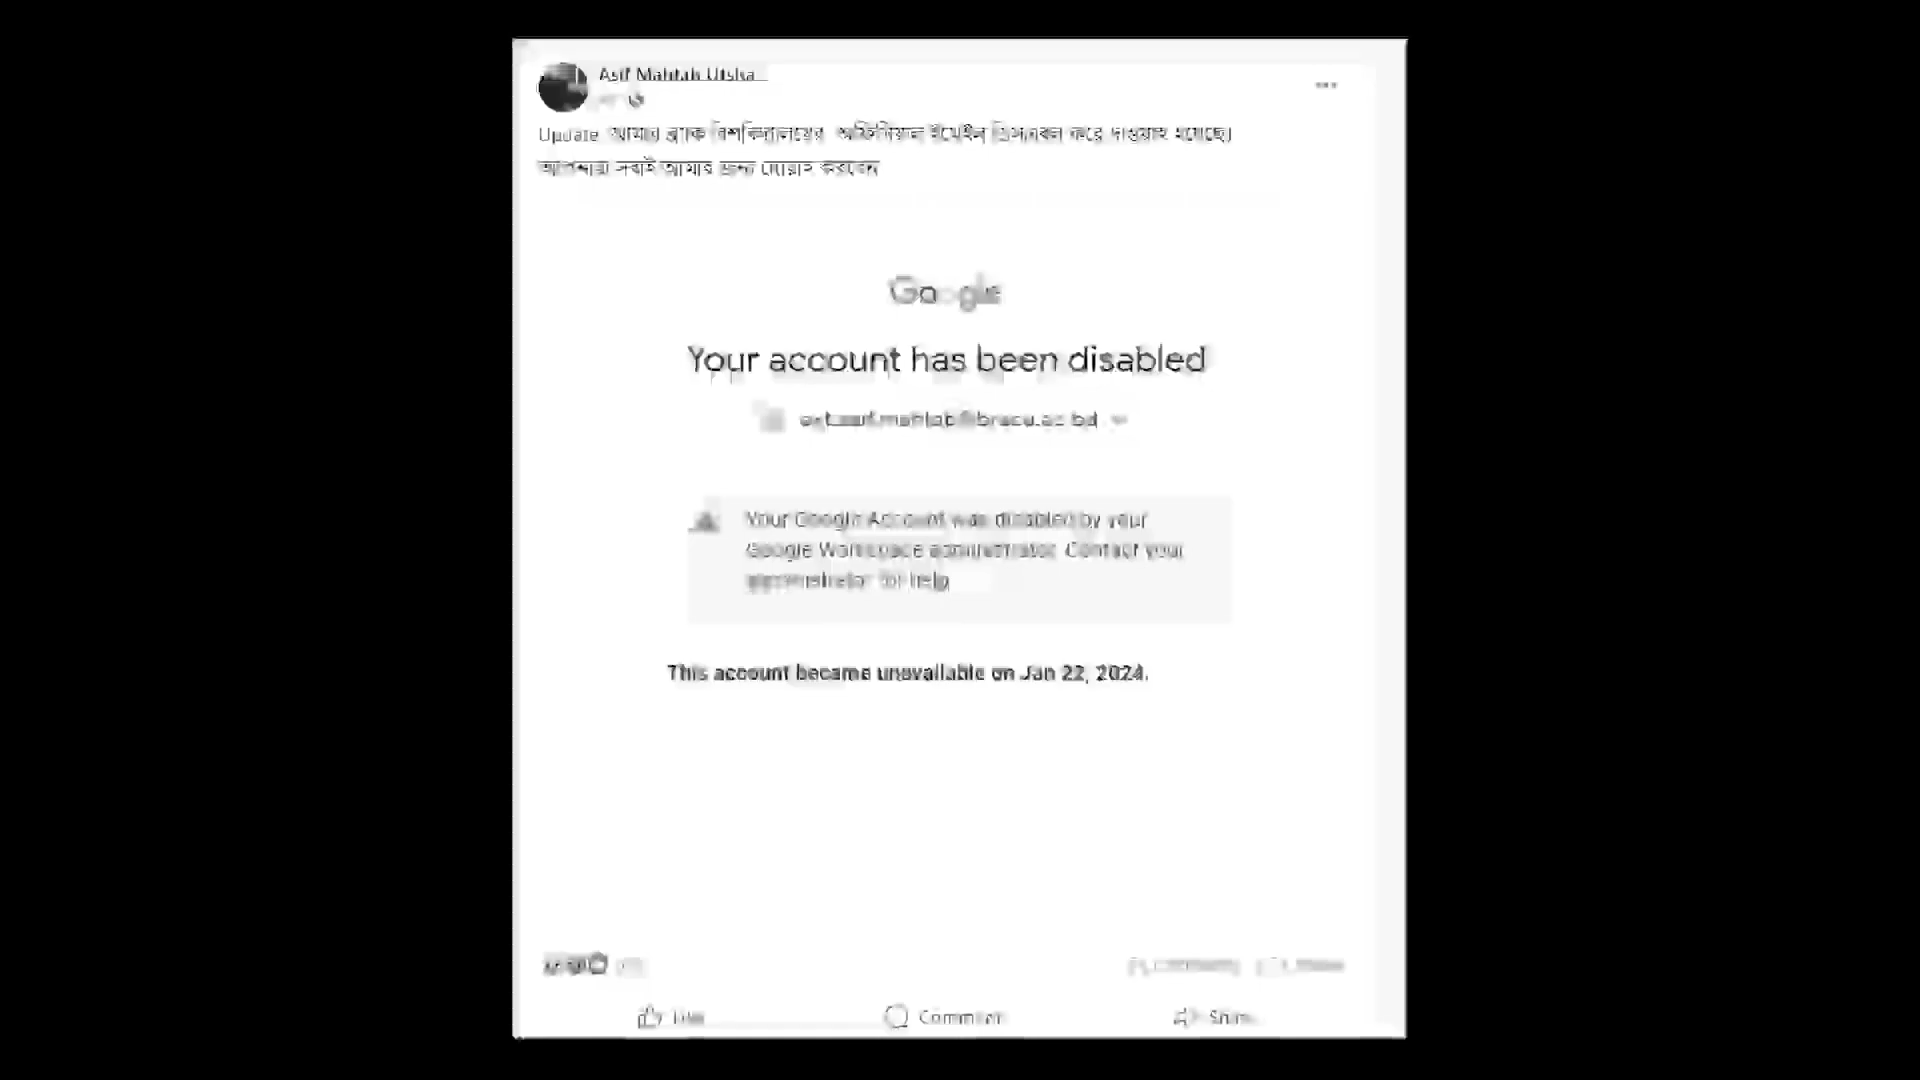 Asif Mahtab Utsha
Update: আমার ব্র্যাক বিশ্ববিদ্যালয়ের অফিসিয়াল ইমেইল ডিসএবল করে দাওয়াহ হয়েছে।
আপনারা সবাই আমার জন্য দোয়াহ করবেন
Google
Your account has been disabled
Your Google Account was disabled by your
Google Workspace administrator. Contact your
administrator for help.
This account became unavailable on Jan 22, 2024.
Like
Comment
Share